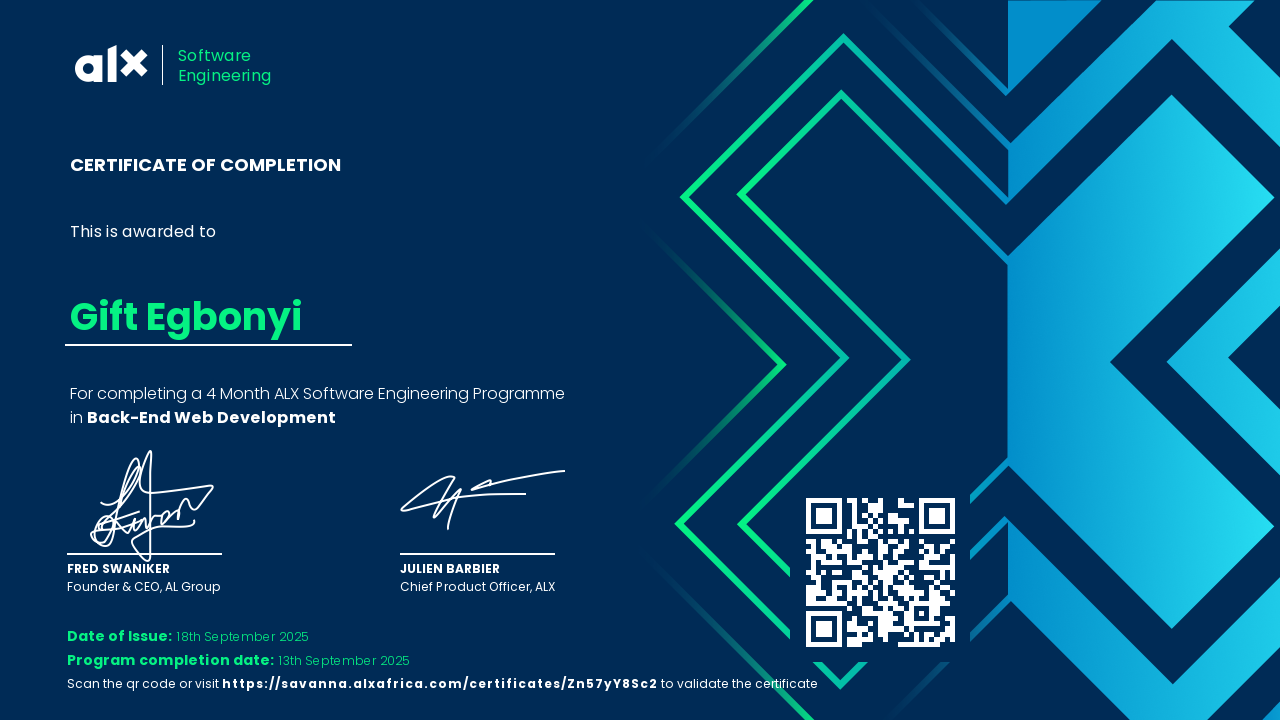 alx
Software
Engineering
CERTIFICATE OF COMPLETION
This is awarded to
Gift Egbonyi
For completing a 4 Month ALX Software Engineering Programme
in Back-End Web Development
FRED SWANIKER
Founder & CEO, AL Group
JULIEN BARBIER
Chief Product Officer, ALX
Date of Issue: 18th September 2025
Program completion date: 13th September 2025
Scan the qr code or visit https://savanna.alxafrica.com/certificates/Zn57yY8Sc2 to validate the certificate